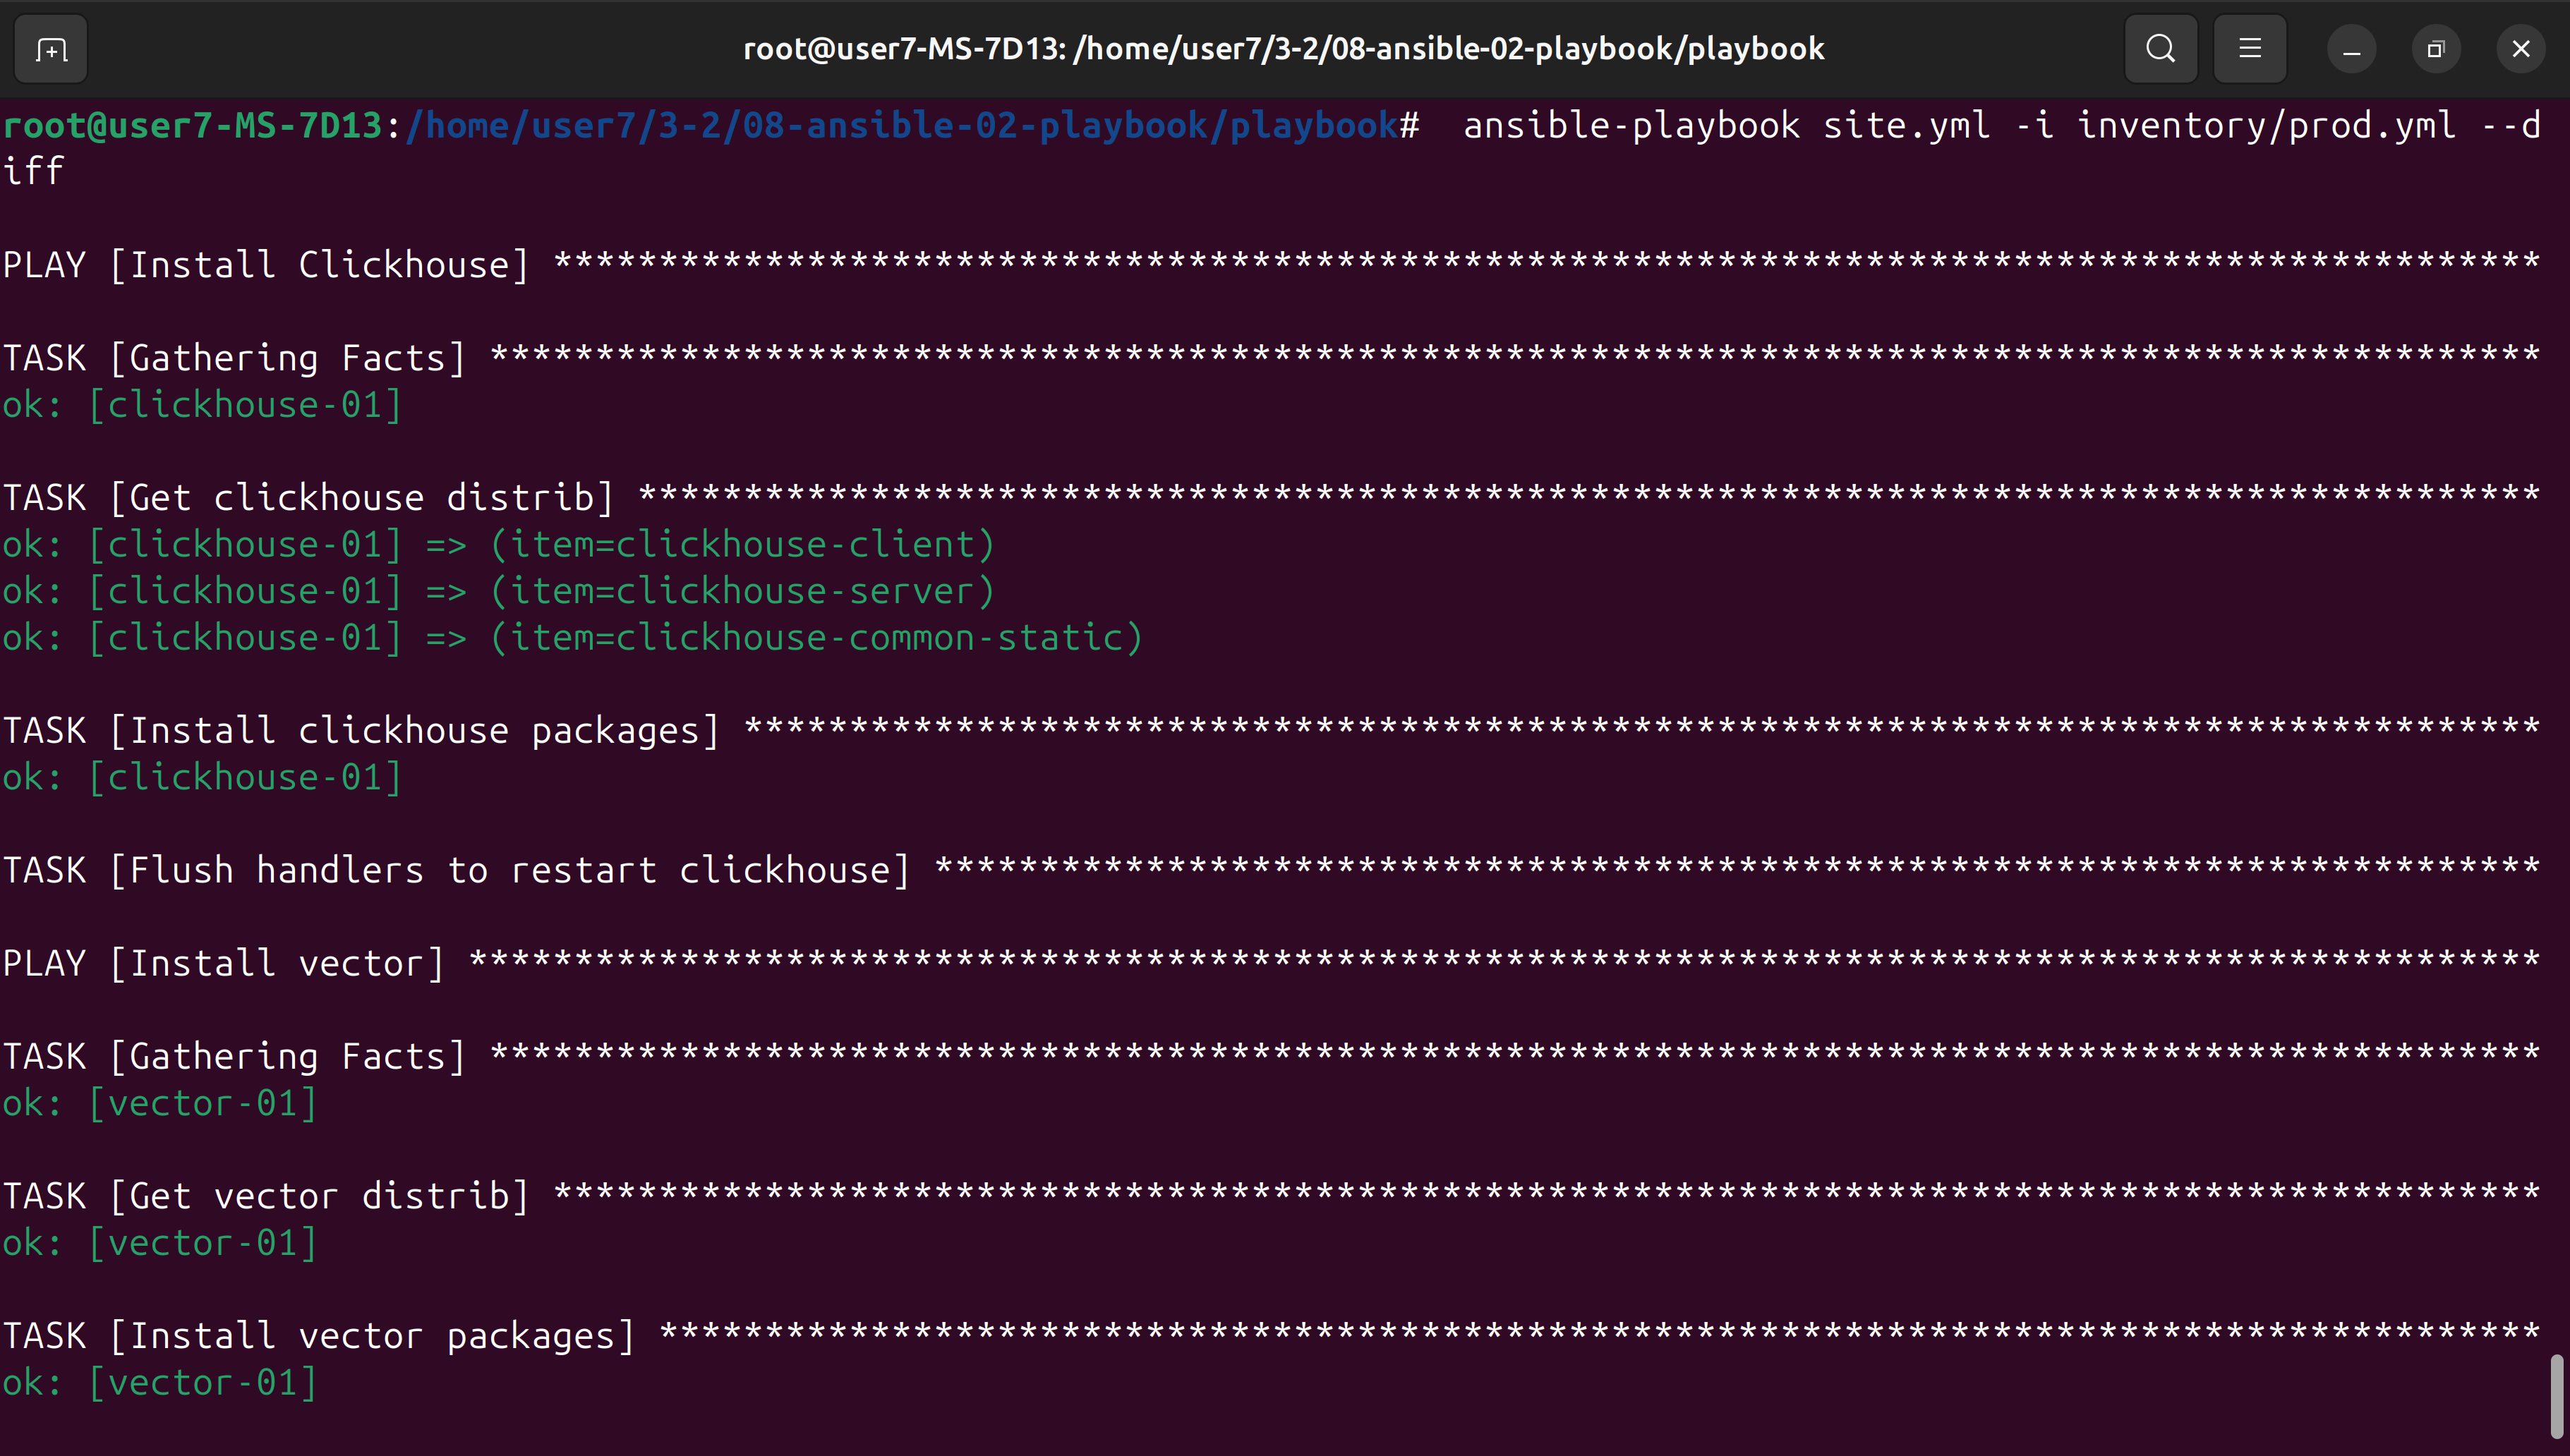 root@user7-MS-7D13: /home/user7/3-2/08-ansible-02-playbook/playbook
root@user7-MS-7D13:/home/user7/3-2/08-ansible-02-playbook/playbook#  ansible-playbook site.yml -i inventory/prod.yml --d
iff
PLAY [Install Clickhouse] **********************************************************************************************
TASK [Gathering Facts] *************************************************************************************************
ok: [clickhouse-01]
TASK [Get clickhouse distrib] ******************************************************************************************
ok: [clickhouse-01] => (item=clickhouse-client)
ok: [clickhouse-01] => (item=clickhouse-server)
ok: [clickhouse-01] => (item=clickhouse-common-static)
TASK [Install clickhouse packages] *************************************************************************************
ok: [clickhouse-01]
TASK [Flush handlers to restart clickhouse] ****************************************************************************
PLAY [Install vector] **************************************************************************************************
TASK [Gathering Facts] *************************************************************************************************
ok: [vector-01]
TASK [Get vector distrib] **********************************************************************************************
ok: [vector-01]
TASK [Install vector packages] *****************************************************************************************
ok: [vector-01]